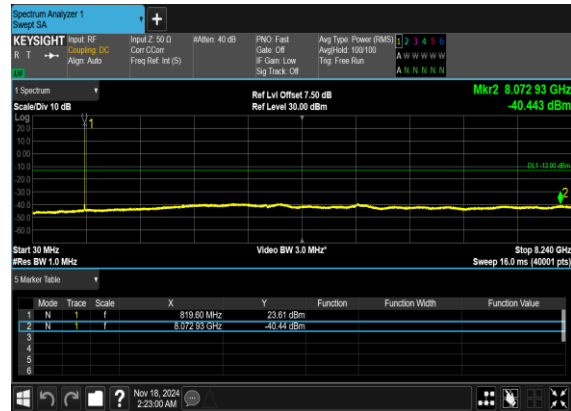 Spectrum Analyzer 1
Swept SA
+
KEYSIGHT Input: RF Input Z: 50 Ω #Atten: 40 dB PNO: Fast Avg Type: Power (RMS) 1 2 3 4 5 6
R T Coupling: DC Corr CCorr Gate: Off Avg|Hold: 100/100 A W W W W W
Align: Auto Freq Ref: Int (S) IF Gain: Low Trig: Free Run
LW Sig Track: Off A N N N N N
1 Spectrum Ref Lvl Offset 7.50 dB Mkr2 8.072 93 GHz
Scale/Div 10 dB Ref Level 30.00 dBm -40.443 dBm
Log
1
20.0
10.0
0.00
-10.0
DL1 -13.00 dBm
-20.0
-30.0
2
-40.0
-50.0
-60.0
Start 30 MHz Video BW 3.0 MHz* Stop 8.240 GHz
#Res BW 1.0 MHz Sweep 16.0 ms (40001 pts)
5 Marker Table
Mode Trace Scale X Y Function Function Width Function Value
1 N 1 f 819.60 MHz 23.61 dBm
2 N 1 f 8.072 93 GHz -40.44 dBm
3
4
5
6
? Nov 18, 2024
2:23:00 AM